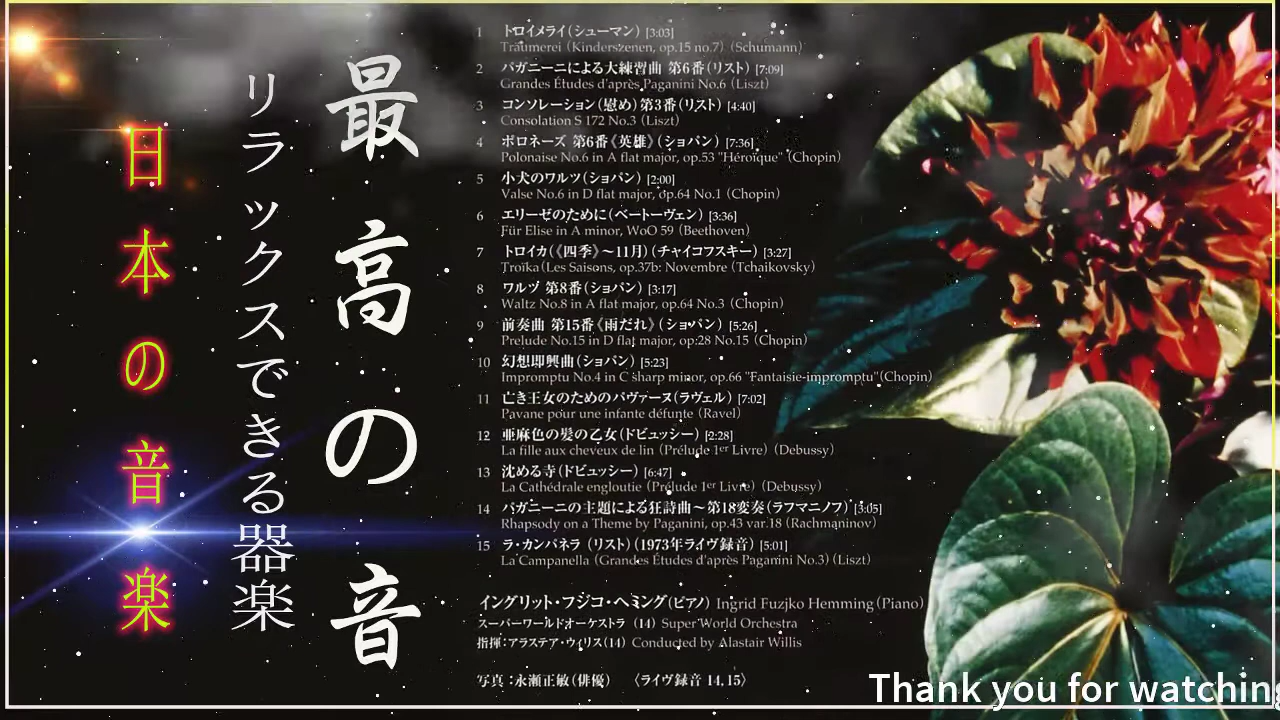 最高の音
リラックスできる器楽
日本の音楽
1 トロイメライ（シューマン）[3:03]
Träumerei (Kinderszenen, op.15 no.7) (Schumann)
2 パガニーニによる大練習曲 第6番（リスト）[7:09]
Grandes Études d'après Paganini No.6 (Liszt)
3 コンソレーション（慰め）第3番（リスト）[4:40]
Consolation S 172 No.3 (Liszt)
4 ポロネーズ 第6番《英雄》（ショパン）[7:36]
Polonaise No.6 in A flat major, op.53 "Héroïque" (Chopin)
5 小犬のワルツ（ショパン）[2:00]
Valse No.6 in D flat major, op.64 No.1 (Chopin)
6 エリーゼのために（ベートーヴェン）[3:36]
Für Elise in A minor, WoO 59 (Beethoven)
7 トロイカ（《四季》～11月）（チャイコフスキー）[3:27]
Troïka (Les Saisons, op.37b: Novembre (Tchaikovsky)
8 ワルツ 第8番（ショパン）[3:17]
Waltz No.8 in A flat major, op.64 No.3 (Chopin)
9 前奏曲 第15番《雨だれ》（ショパン）[5:26]
Prelude No.15 in D flat major, op.28 No.15 (Chopin)
10 幻想即興曲（ショパン）[5:23]
Impromptu No.4 in C sharp minor, op.66 "Fantaisie-impromptu"(Chopin)
11 亡き王女のためのパヴァーヌ（ラヴェル）[7:02]
Pavane pour une infante défunte (Ravel)
12 亜麻色の髪の乙女（ドビュッシー）[2:28]
La fille aux cheveux de lin (Prélude 1er Livre) (Debussy)
13 沈める寺（ドビュッシー）[6:47]
La Cathédrale engloutie (Prélude 1er Livre) (Debussy)
14 パガニーニの主題による狂詩曲～第18変奏（ラフマニノフ）[3:05]
Rhapsody on a Theme by Paganini, op.43 var.18 (Rachmaninov)
15 ラ・カンパネラ（リスト）（1973年ライヴ録音）[5:01]
La Campanella (Grandes Études d'après Paganini No.3) (Liszt)
イングリット・フジコ・ヘミング（ピアノ） Ingrid Fuzjko Hemming (Piano)
スーパーワールドオーケストラ（14） Super World Orchestra
指揮：アラステア・ウィリス（14） Conducted by Alastair Willis
写真：永瀬正敏（俳優） 〈ライヴ録音 14, 15〉
Thank you for watching